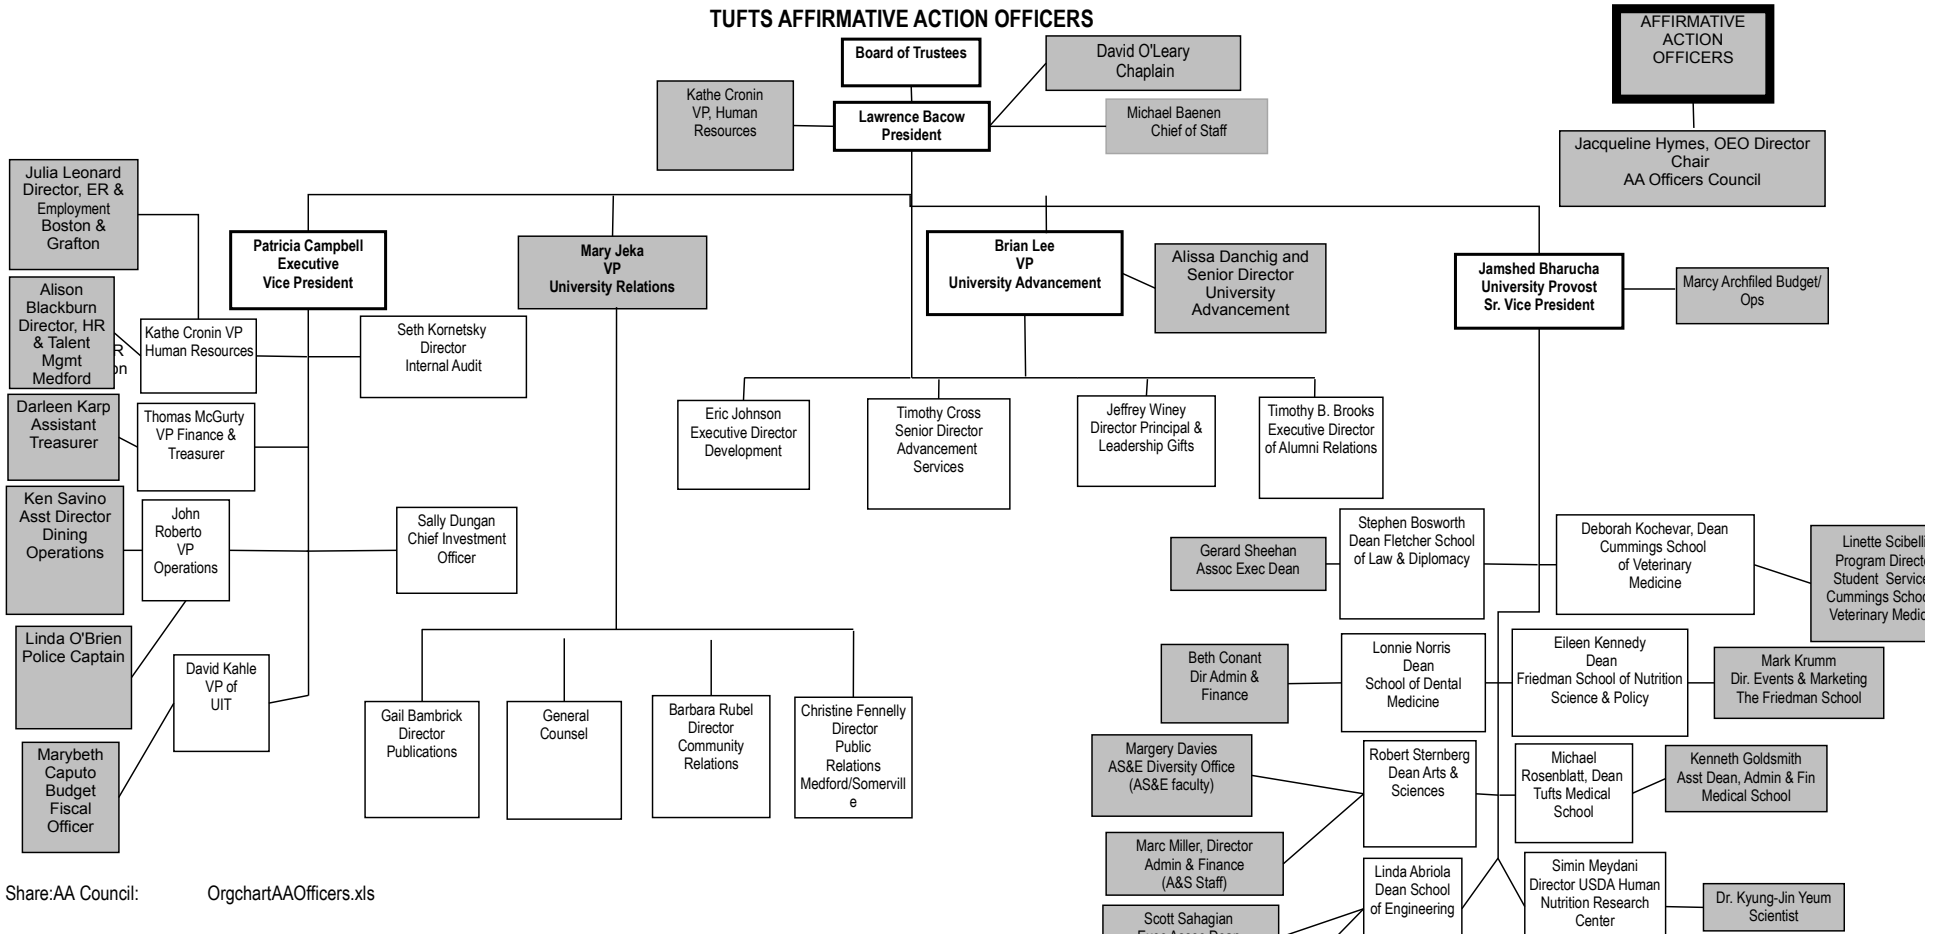 TUFTS AFFIRMATIVE ACTION OFFICERS
AFFIRMATIVE
ACTION
OFFICERS
Board of Trustees
David O'Leary
Chaplain
Kathe Cronin
VP, Human
Resources
Lawrence Bacow
President
Michael Baenen
Chief of Staff
Jacqueline Hymes, OEO Director
Chair
AA Officers Council
Julia Leonard
Director, ER &
Employment
Boston &
Grafton
Patricia Campbell
Executive
Vice President
Mary Jeka
VP
University Relations
Brian Lee
VP
University Advancement
Alissa Danchig and
Senior Director
University
Advancement
Jamshed Bharucha
University Provost
Sr. Vice President
Marcy Archfiled Budget/
Ops
Alison
Blackburn
Director, HR
& Talent
Mgmt
Medford
Kathe Cronin VP
Human Resources
Seth Kornetsky
Director
Internal Audit
Darleen Karp
Assistant
Treasurer
Thomas McGurty
VP Finance &
Treasurer
Eric Johnson
Executive Director
Development
Timothy Cross
Senior Director
Advancement
Services
Jeffrey Winey
Director Principal &
Leadership Gifts
Timothy B. Brooks
Executive Director
of Alumni Relations
Ken Savino
Asst Director
Dining
Operations
John
Roberto
VP
Operations
Sally Dungan
Chief Investment
Officer
Gerard Sheehan
Assoc Exec Dean
Stephen Bosworth
Dean Fletcher School
of Law & Diplomacy
Deborah Kochevar, Dean
Cummings School
of Veterinary
Medicine
Linette Scibelli
Program Direct
Student Service
Cummings Schoo
Veterinary Medic
Linda O'Brien
Police Captain
David Kahle
VP of
UIT
Beth Conant
Dir Admin &
Finance
Lonnie Norris
Dean
School of Dental
Medicine
Eileen Kennedy
Dean
Friedman School of Nutrition
Science & Policy
Mark Krumm
Dir. Events & Marketing
The Friedman School
Marybeth
Caputo
Budget
Fiscal
Officer
Gail Bambrick
Director
Publications
General
Counsel
Barbara Rubel
Director
Community
Relations
Christine Fennelly
Director
Public
Relations
Medford/Somervill
e
Margery Davies
AS&E Diversity Office
(AS&E faculty)
Robert Sternberg
Dean Arts &
Sciences
Michael
Rosenblatt, Dean
Tufts Medical
School
Kenneth Goldsmith
Asst Dean, Admin & Fin
Medical School
Marc Miller, Director
Admin & Finance
(A&S Staff)
Linda Abriola
Dean School
of Engineering
Simin Meydani
Director USDA Human
Nutrition Research
Center
Dr. Kyung-Jin Yeum
Scientist
Scott Sahagian
Share:AA Council:
OrgchartAAOfficers.xls